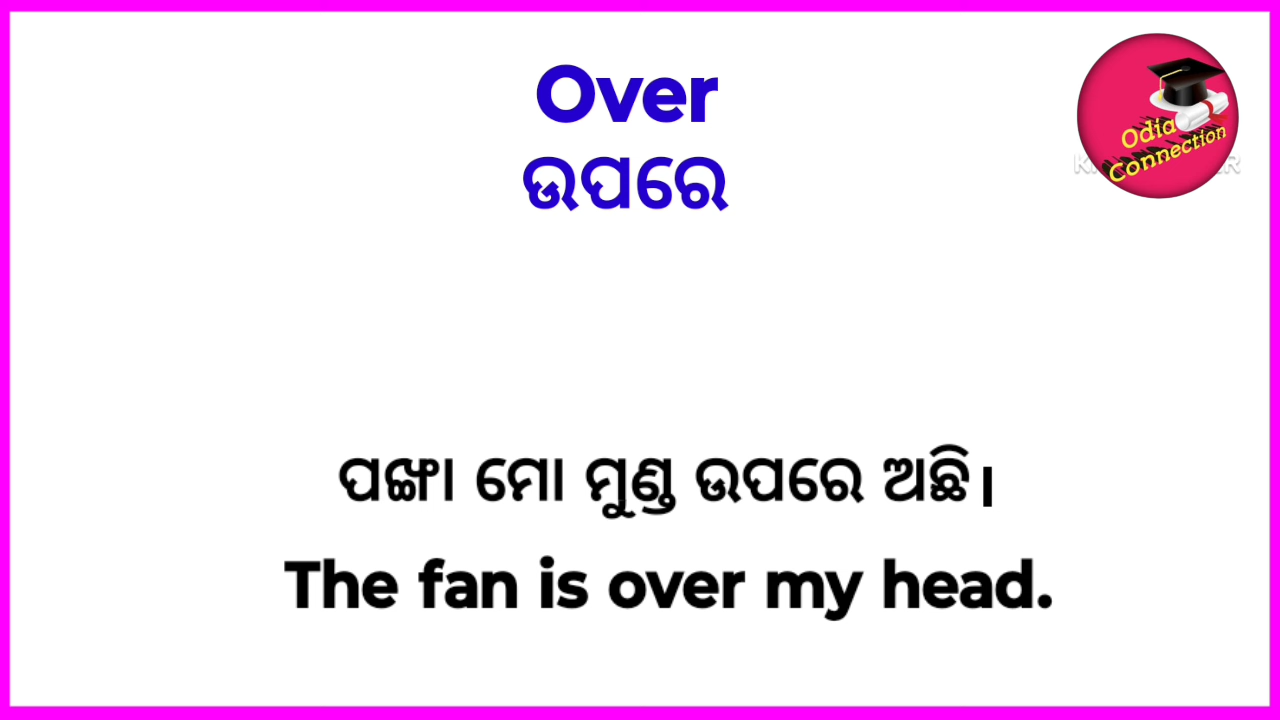 Over
ଉପରେ
Odia
Connection
ପଙ୍ଖା ମୋ ମୁଣ୍ଡ ଉପରେ ଅଛି।
The fan is over my head.